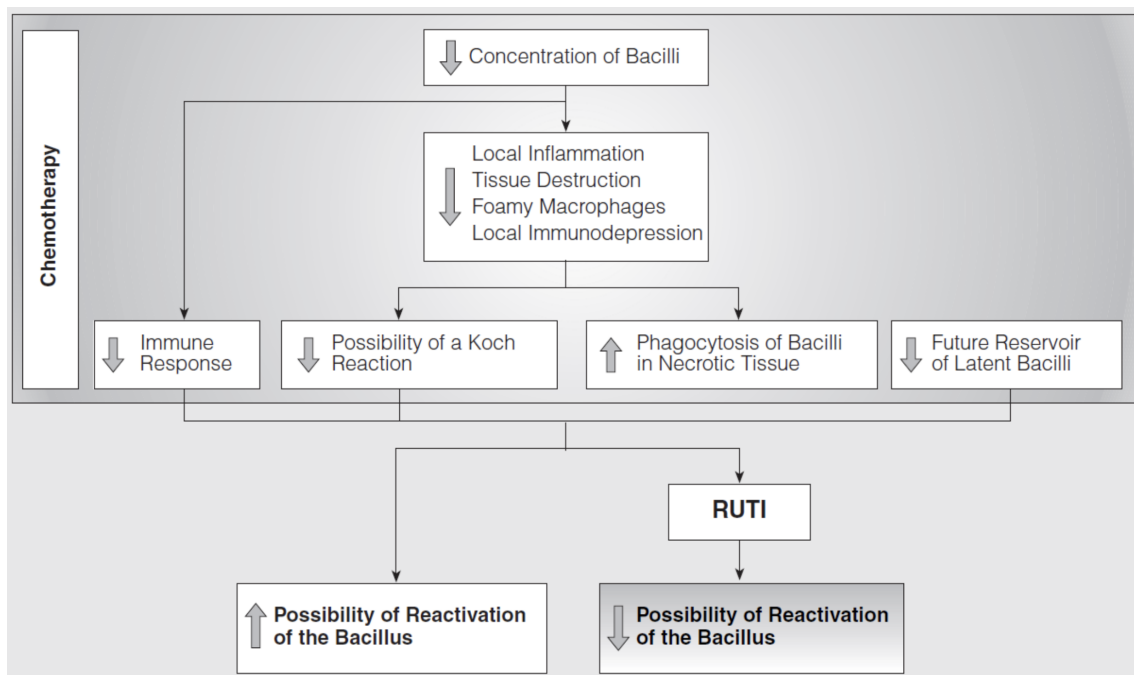 Chemotherapy
Concentration of Bacilli
Local Inflammation
Tissue Destruction
Foamy Macrophages
Local Immunodepression
Immune
Response
Possibility of a Koch
Reaction
Phagocytosis of Bacilli
in Necrotic Tissue
Future Reservoir
of Latent Bacilli
RUTI
Possibility of Reactivation
of the Bacillus
Possibility of Reactivation
of the Bacillus